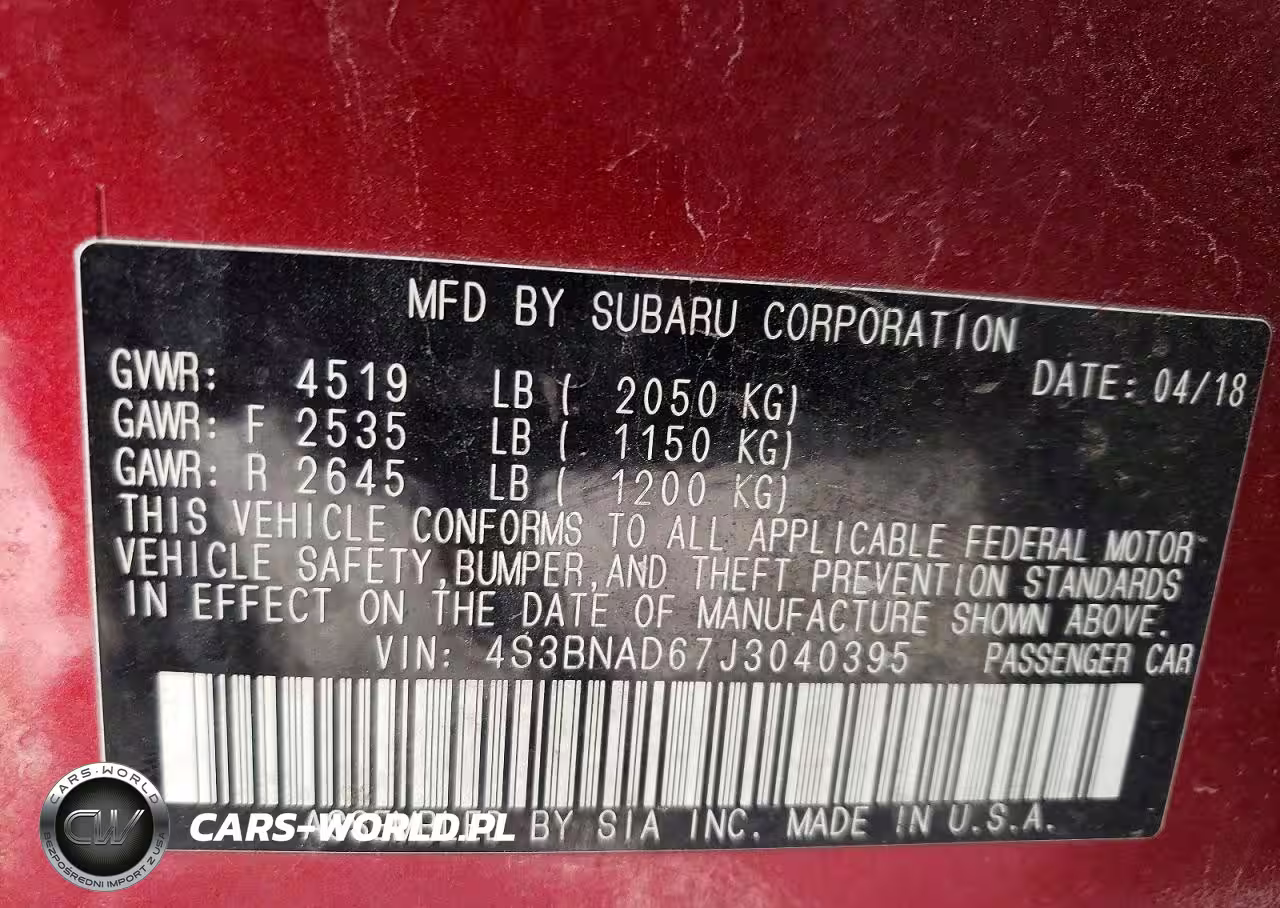 MFD BY SUBARU CORPORATION
GVWR: 4519 LB ( 2050 KG) DATE: 04/18
GAWR: F 2535 LB ( 1150 KG)
GAWR: R 2645 LB ( 1200 KG)
THIS VEHICLE CONFORMS TO ALL APPLICABLE FEDERAL MOTOR
VEHICLE SAFETY, BUMPER, AND THEFT PREVENTION STANDARDS
IN EFFECT ON THE DATE OF MANUFACTURE SHOWN ABOVE.
VIN: 4S3BNAD67J3040395 PASSENGER CAR
BY SIA INC. MADE IN U.S.A.
CARS-WORLD.PL
CARS-WORLD
CW
BEZPOŚREDNI IMPORT Z USA